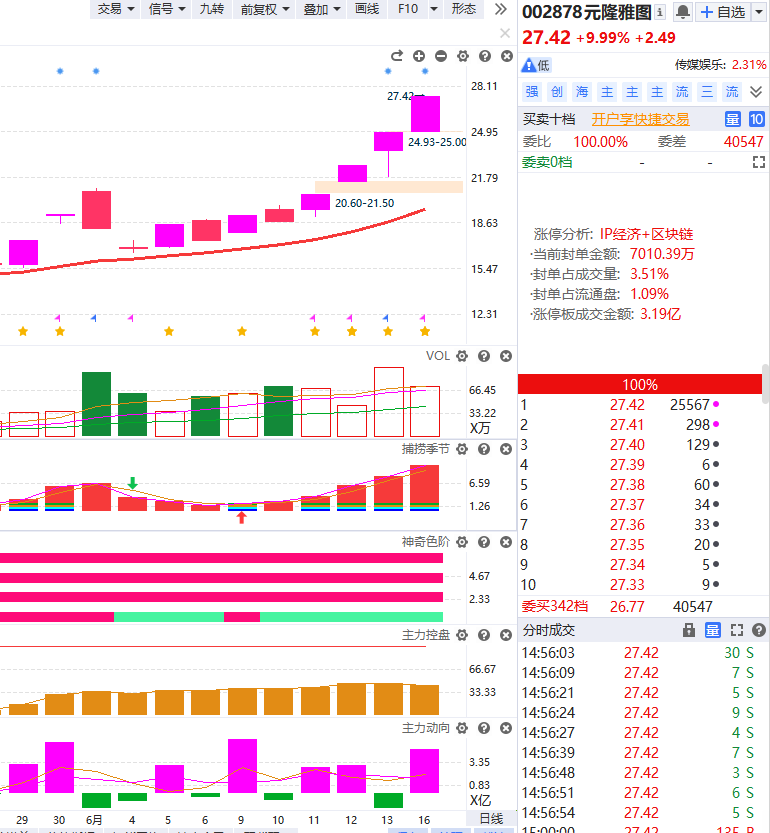 交易 信号 九转 前复权 叠加 画线 F10 形态
27.42
28.11
24.95
24.93-25.00
21.79
20.60-21.50
18.63
15.47
12.31
VOL
66.45
33.22
X万
捕捞季节
6.59
1.26
神奇色阶
4.67
2.33
主力控盘
66.67
33.33
主力动向
3.35
0.83
X亿
29 30 6月 4 5 6 9 10 11 12 13 16 日线
002878元隆雅图 自选
27.42 +9.99% +2.49
低 传媒娱乐: 2.31%
强 创 海 主 主 主 流 三 流
买卖十档 开户享快捷交易 量 10
委比 100.00% 委差 40547
委卖0档 - -
涨停分析: IP经济+区块链
·当前封单金额: 7010.39万
·封单占成交量: 3.51%
·封单占流通盘: 1.09%
·涨停板成交金额: 3.19亿
100%
1 27.42 25567
2 27.41 298
3 27.40 129
4 27.39 6
5 27.38 60
6 27.37 34
7 27.36 33
8 27.35 20
9 27.34 5
10 27.33 9
委买342档 26.77 40547
分时成交 量
14:56:03 27.42 30 S
14:56:09 27.42 7 S
14:56:21 27.42 5 S
14:56:24 27.42 9 S
14:56:27 27.42 4 S
14:56:39 27.42 7 S
14:56:48 27.42 3 S
14:56:51 27.42 6 S
14:56:54 27.42 5 S
15:00:00 27.42 135 B